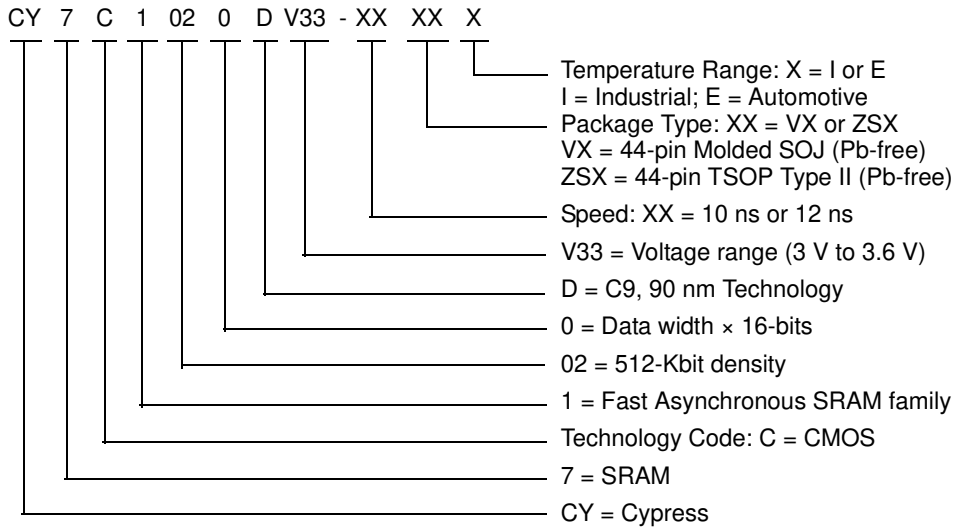 CY 7 C 1 02 0 D V33 - XX XX X
Temperature Range: X = I or E
I = Industrial; E = Automotive
Package Type: XX = VX or ZSX
VX = 44-pin Molded SOJ (Pb-free)
ZSX = 44-pin TSOP Type II (Pb-free)
Speed: XX = 10 ns or 12 ns
V33 = Voltage range (3 V to 3.6 V)
D = C9, 90 nm Technology
0 = Data width × 16-bits
02 = 512-Kbit density
1 = Fast Asynchronous SRAM family
Technology Code: C = CMOS
7 = SRAM
CY = Cypress